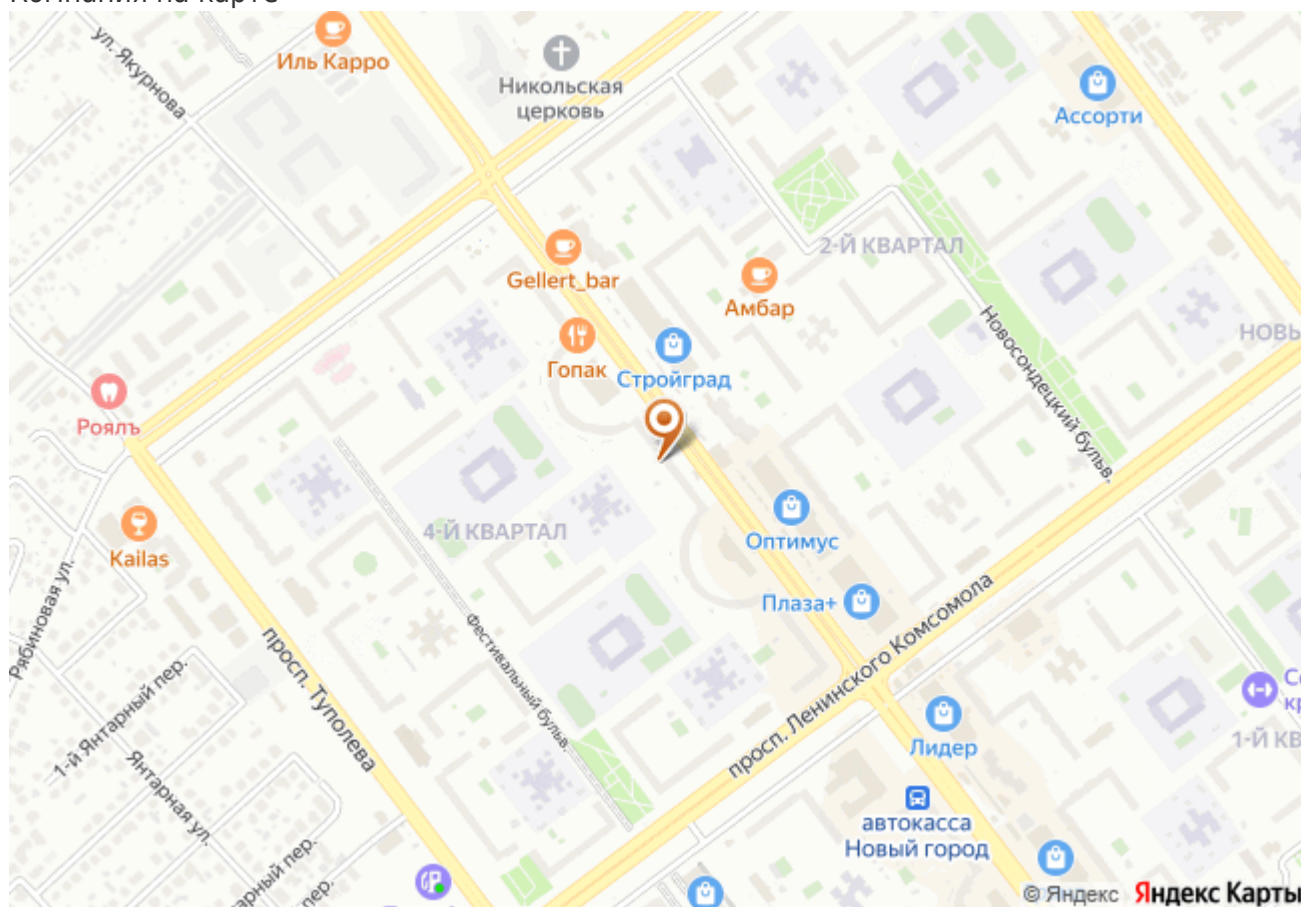 ул. Якурнова
Иль Карро
Никольская
церковь
Ассорти
2-Й КВАРТАЛ
Gellert_bar
Амбар
Новосондецкий бульв.
Гопак
Стройград
Роялъ
4-Й КВАРТАЛ
Kailas
Оптимус
Плаза+
Рябиновая ул.
просп. Туполева
Фестивальный бульв.
просп. Ленинского Комсомола
1-й Янтарный пер.
Янтарная ул.
Лидер
автокасса
Новый город
© Яндекс Яндекс Карты